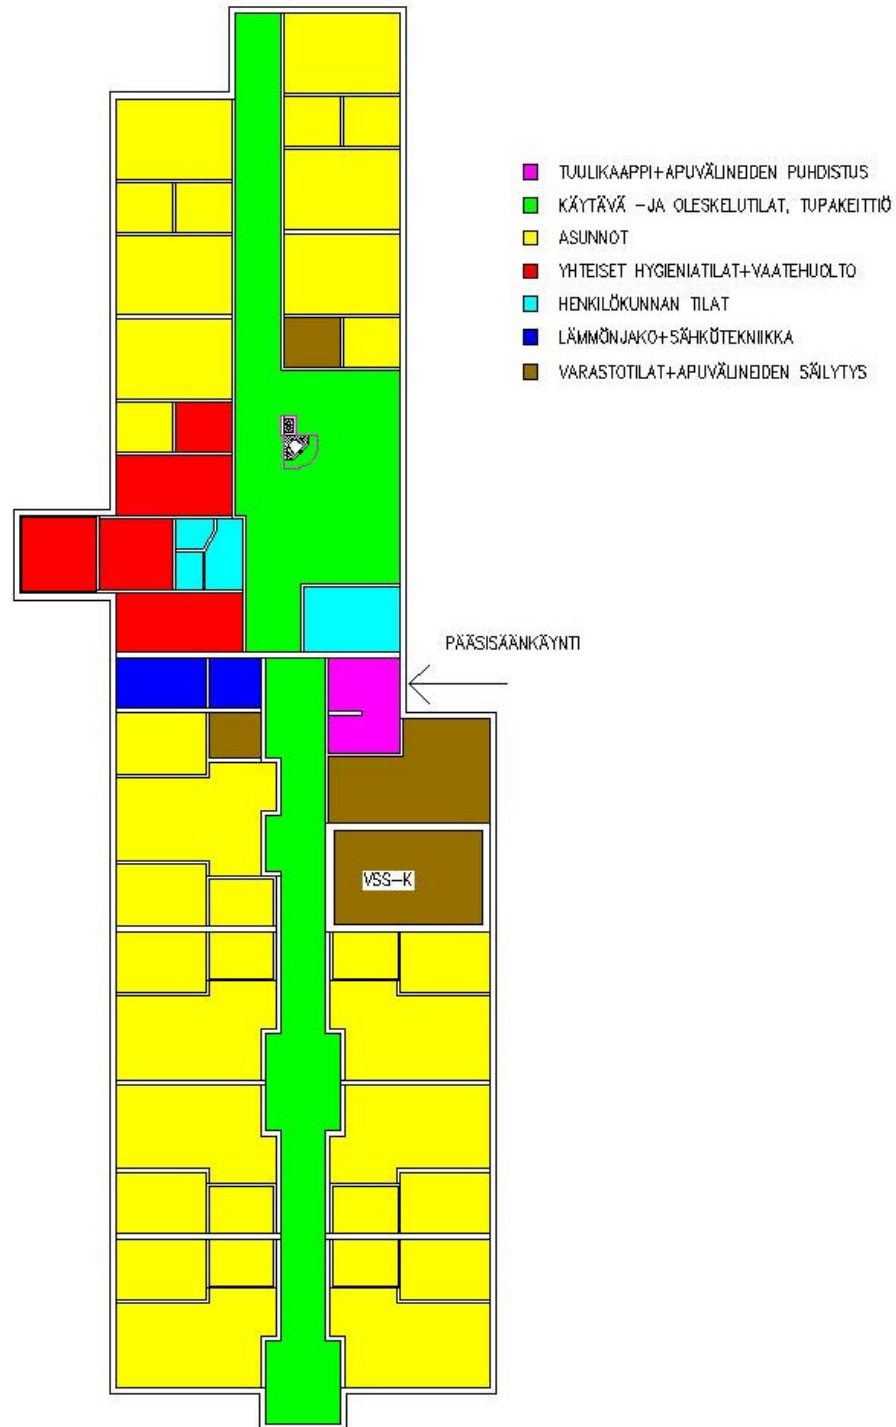 TUULIKAAPPI+APUVÄLINEIDEN PUHDISTUS
KÄYTÄVÄ -JA OLESKELUTILAT, TUPAKEITTIÖ
ASUNNOT
YHTEISET HYGIENIATILAT+VAATEHUOLTO
HENKILÖKUNNAN TILAT
LÄMMÖNJAKO+SÄHKÖTEKNIIKKA
VARASTOTILAT+APUVÄLINEIDEN SÄILYTYS
PÄÄSISÄÄNKÄYNTI
VSS-K